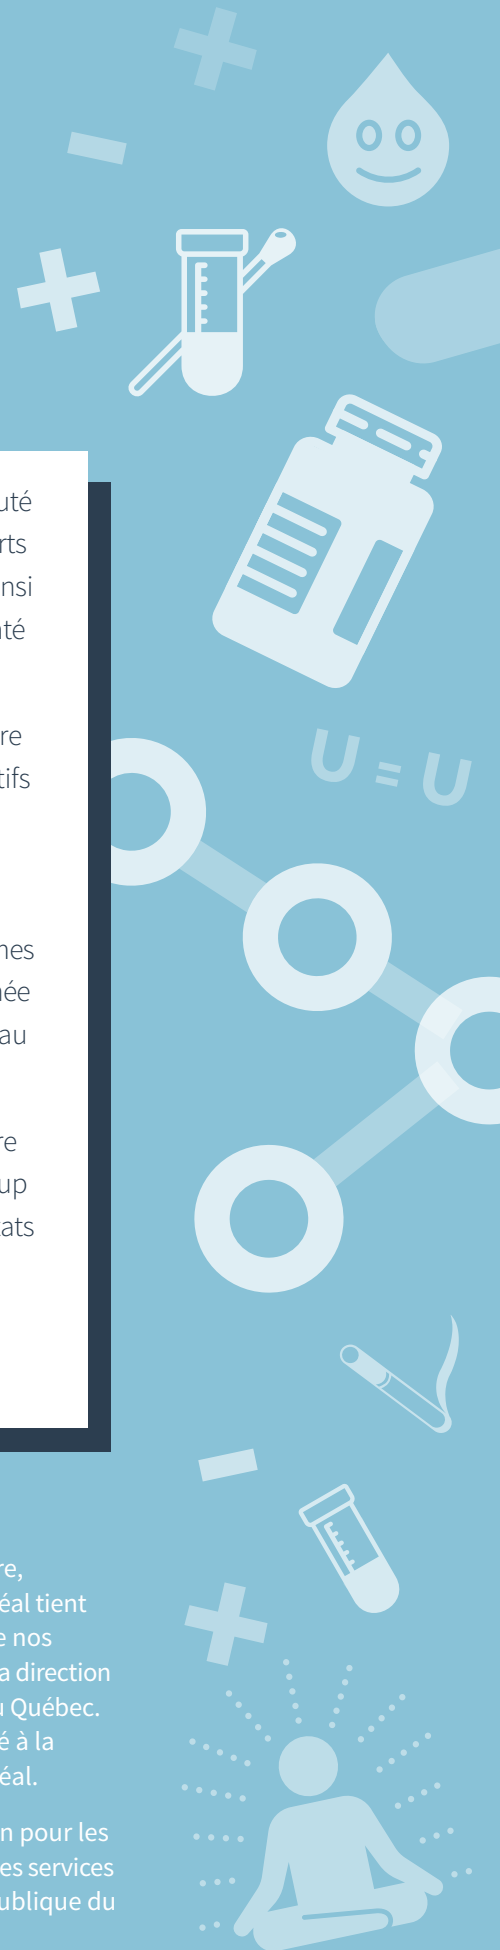 uté
rts
nsi
té
re
tifs
nes
née
au
re
up
ats
U = U
re,
éal tient
e nos
a direction
u Québec.
é à la
éal.
n pour les
es services
ublique du